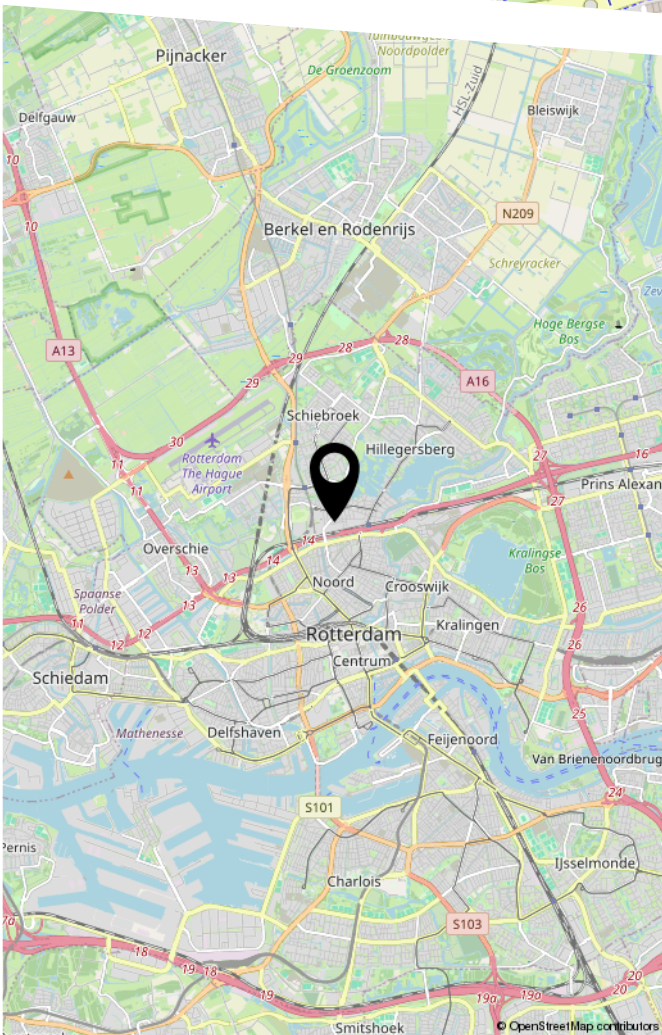 Noordpolder
Pijnacker
De Groenzoom
HSL-Zuid
Bleiswijk
Delfgauw
10
10
N209
Berkel en Rodenrijs
Schreyracker
Hoge Bergse
Bos
A13
29
28
28
29
A16
Schiebroek
30
Hillegersberg
Rotterdam
The Hague
Airport
11
11
27
16
27
Prins Alexan
Overschie
14
14
13
13
13
Kralingse
Bos
Noord
Crooswijk
Spaanse
Polder
11
12
12
26
26
Kralingen
Rotterdam
Centrum
Schiedam
25
Mathenesse
Delfshaven
Feijenoord
Van Brienenoordbrug
24
S101
Pernis
IJsselmonde
Charlois
S103
7a
18
19
18
19
19a
19a
20
20
Smitshoek
© OpenStreetMap contributors